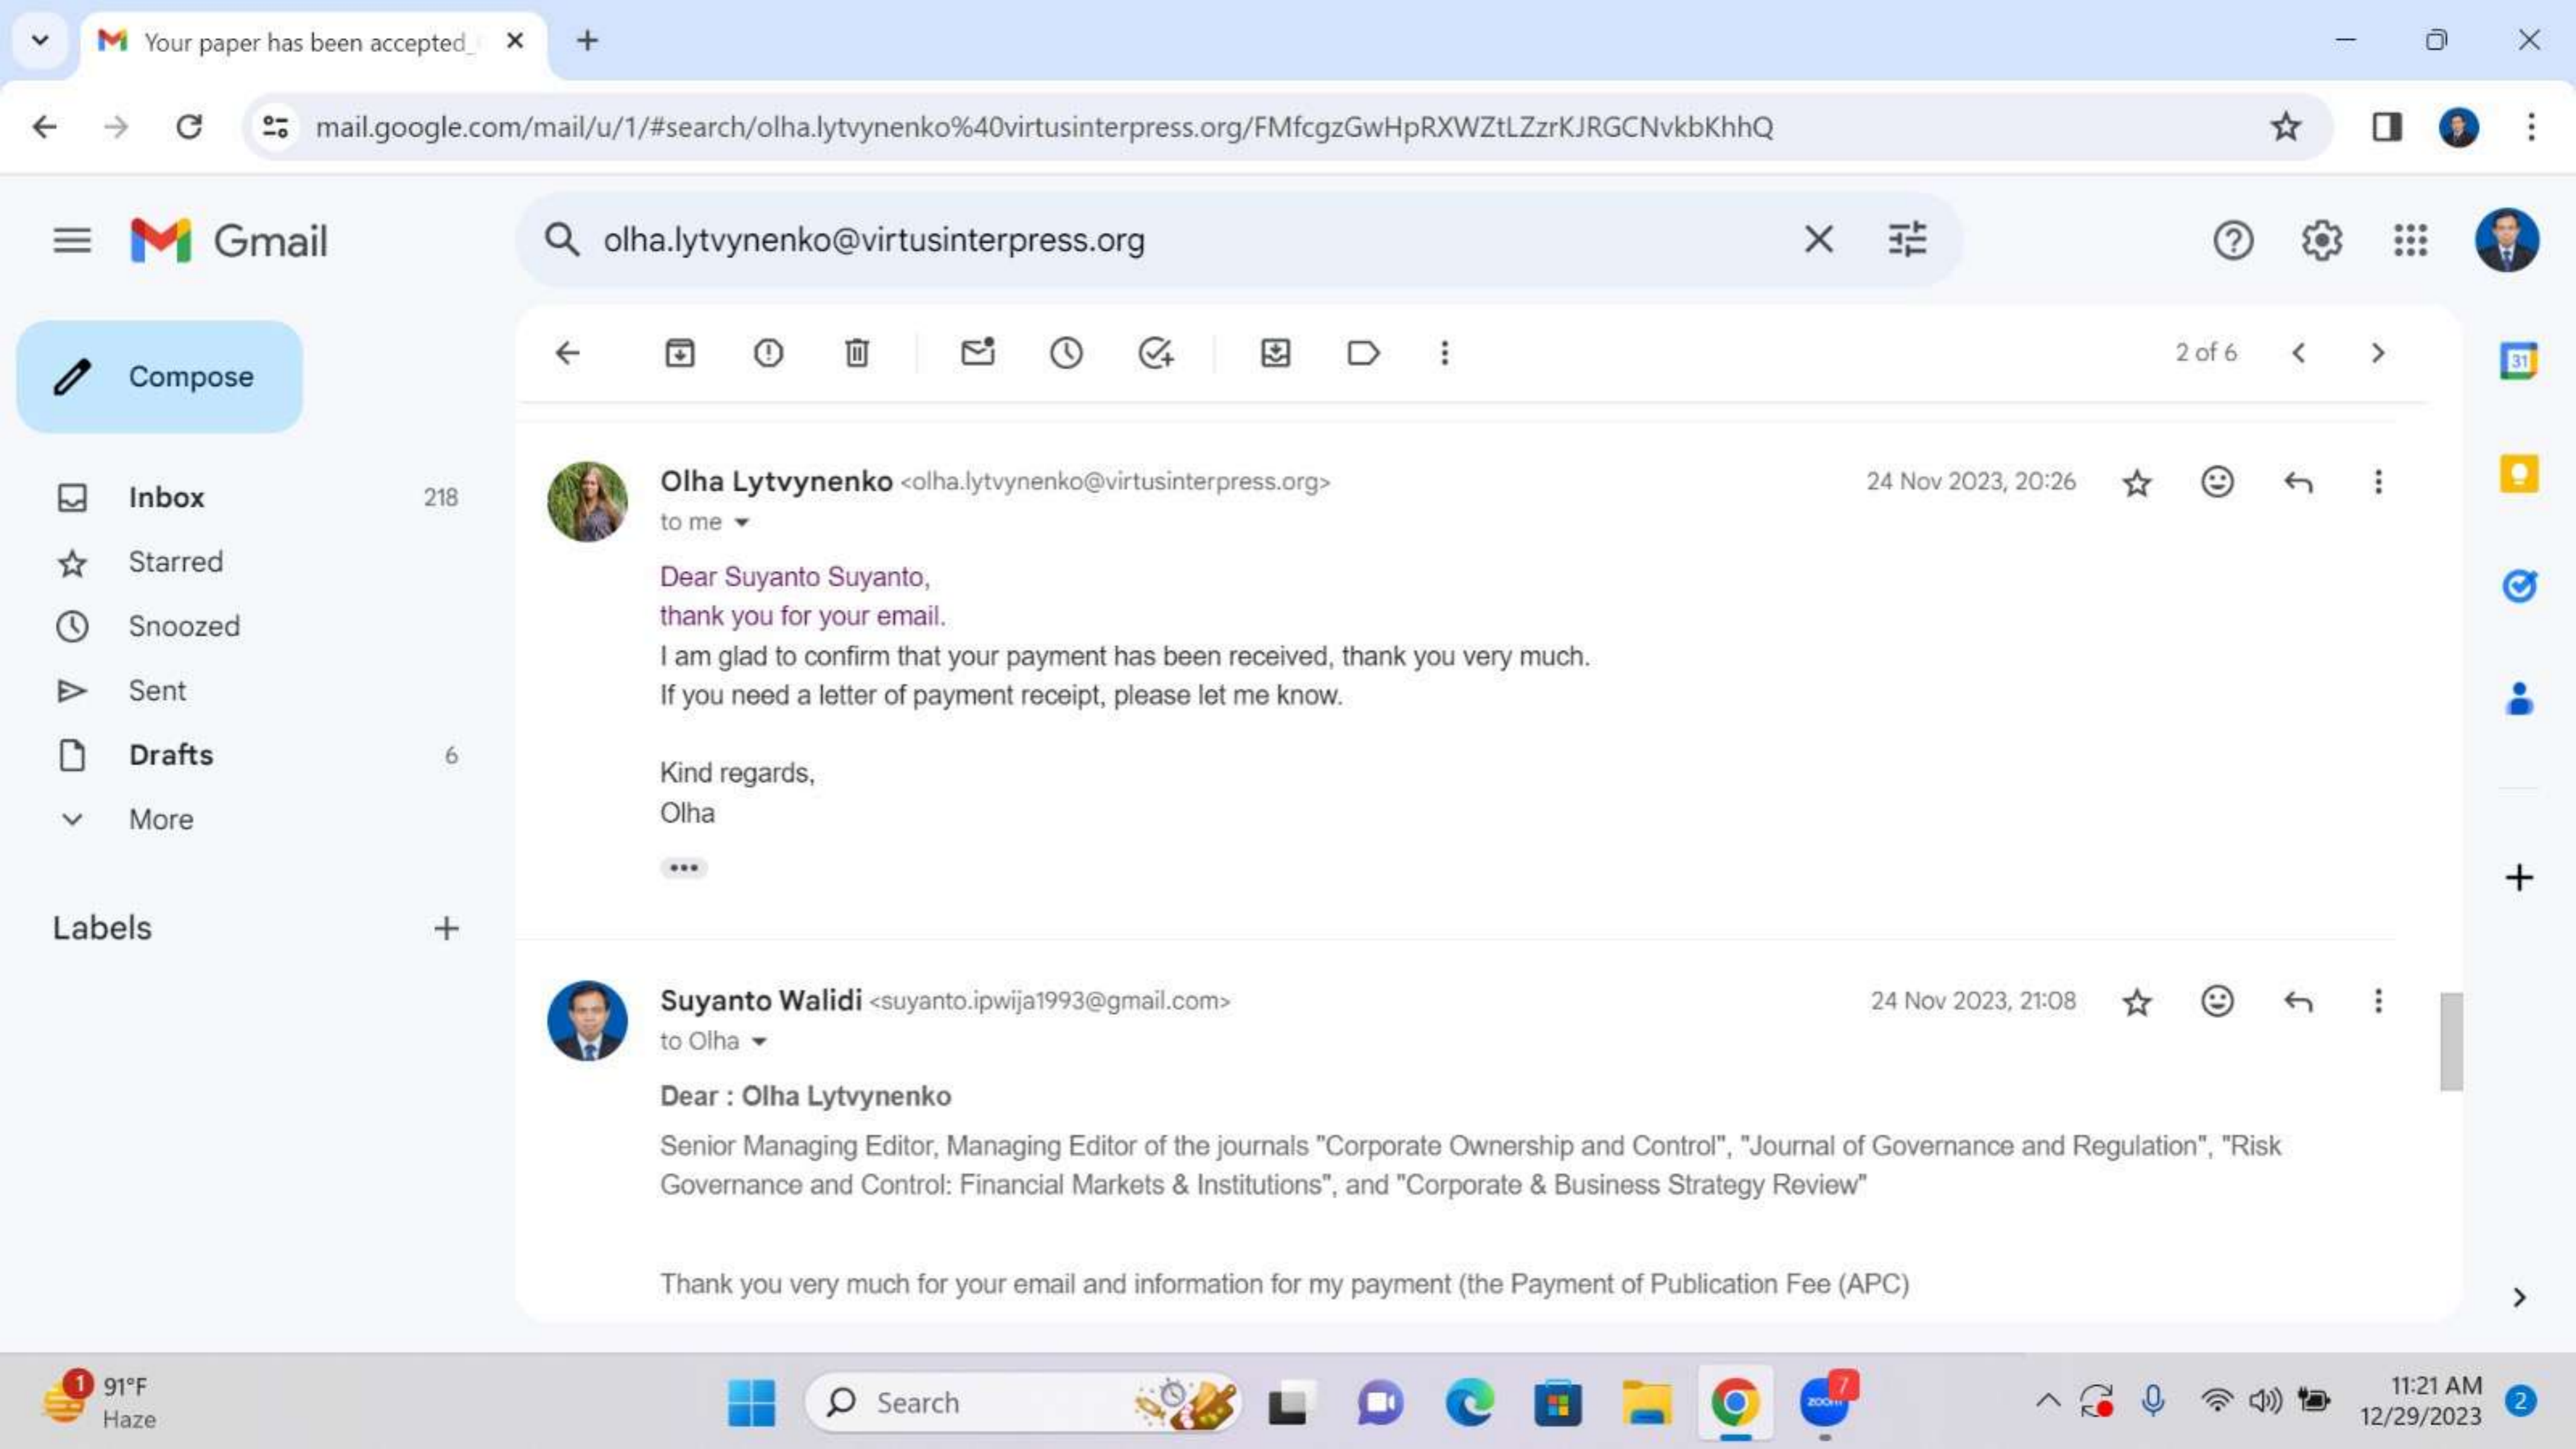 Your paper has been accepted_
mail.google.com/mail/u/1/#search/olha.lytvynenko%40virtusinterpress.org/FMfcgzGwHpRXWZtLZzrKJRGCNvkbKhhQ
Gmail
olha.lytvynenko@virtusinterpress.org
Compose
2 of 6
31
Inbox 218
Starred
Snoozed
Sent
Drafts 6
More
Labels
Olha Lytvynenko <olha.lytvynenko@virtusinterpress.org> 24 Nov 2023, 20:26
to me
Dear Suyanto Suyanto,
thank you for your email.
I am glad to confirm that your payment has been received, thank you very much.
If you need a letter of payment receipt, please let me know.
Kind regards,
Olha
Suyanto Walidi <suyanto.ipwija1993@gmail.com> 24 Nov 2023, 21:08
to Olha
Dear : Olha Lytvynenko
Senior Managing Editor, Managing Editor of the journals "Corporate Ownership and Control", "Journal of Governance and Regulation", "Risk
Governance and Control: Financial Markets & Institutions", and "Corporate & Business Strategy Review"
Thank you very much for your email and information for my payment (the Payment of Publication Fee (APC)
1
91°F
Haze
Search
zoom
7
11:21 AM
12/29/2023
2